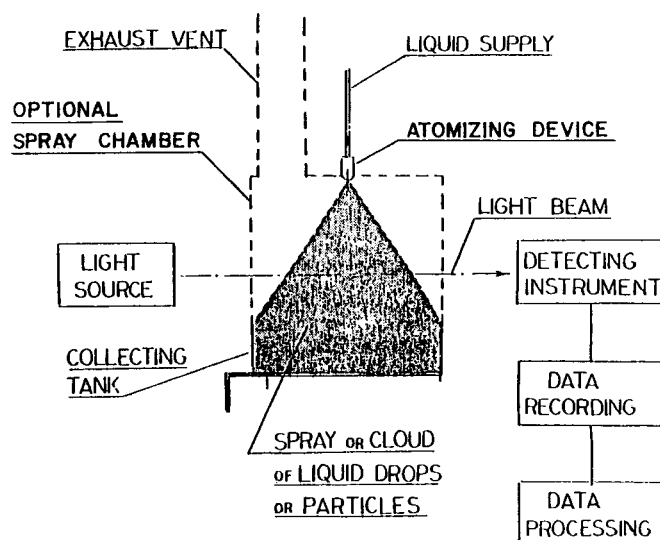 EXHAUST VENT
LIQUID SUPPLY
OPTIONAL
SPRAY CHAMBER
ATOMIZING DEVICE
LIGHT BEAM
LIGHT
SOURCE
DETECTING
INSTRUMENT
COLLECTING
TANK
DATA
RECORDING
SPRAY OR CLOUD
OF LIQUID DROPS
OR PARTICLES
DATA
PROCESSING